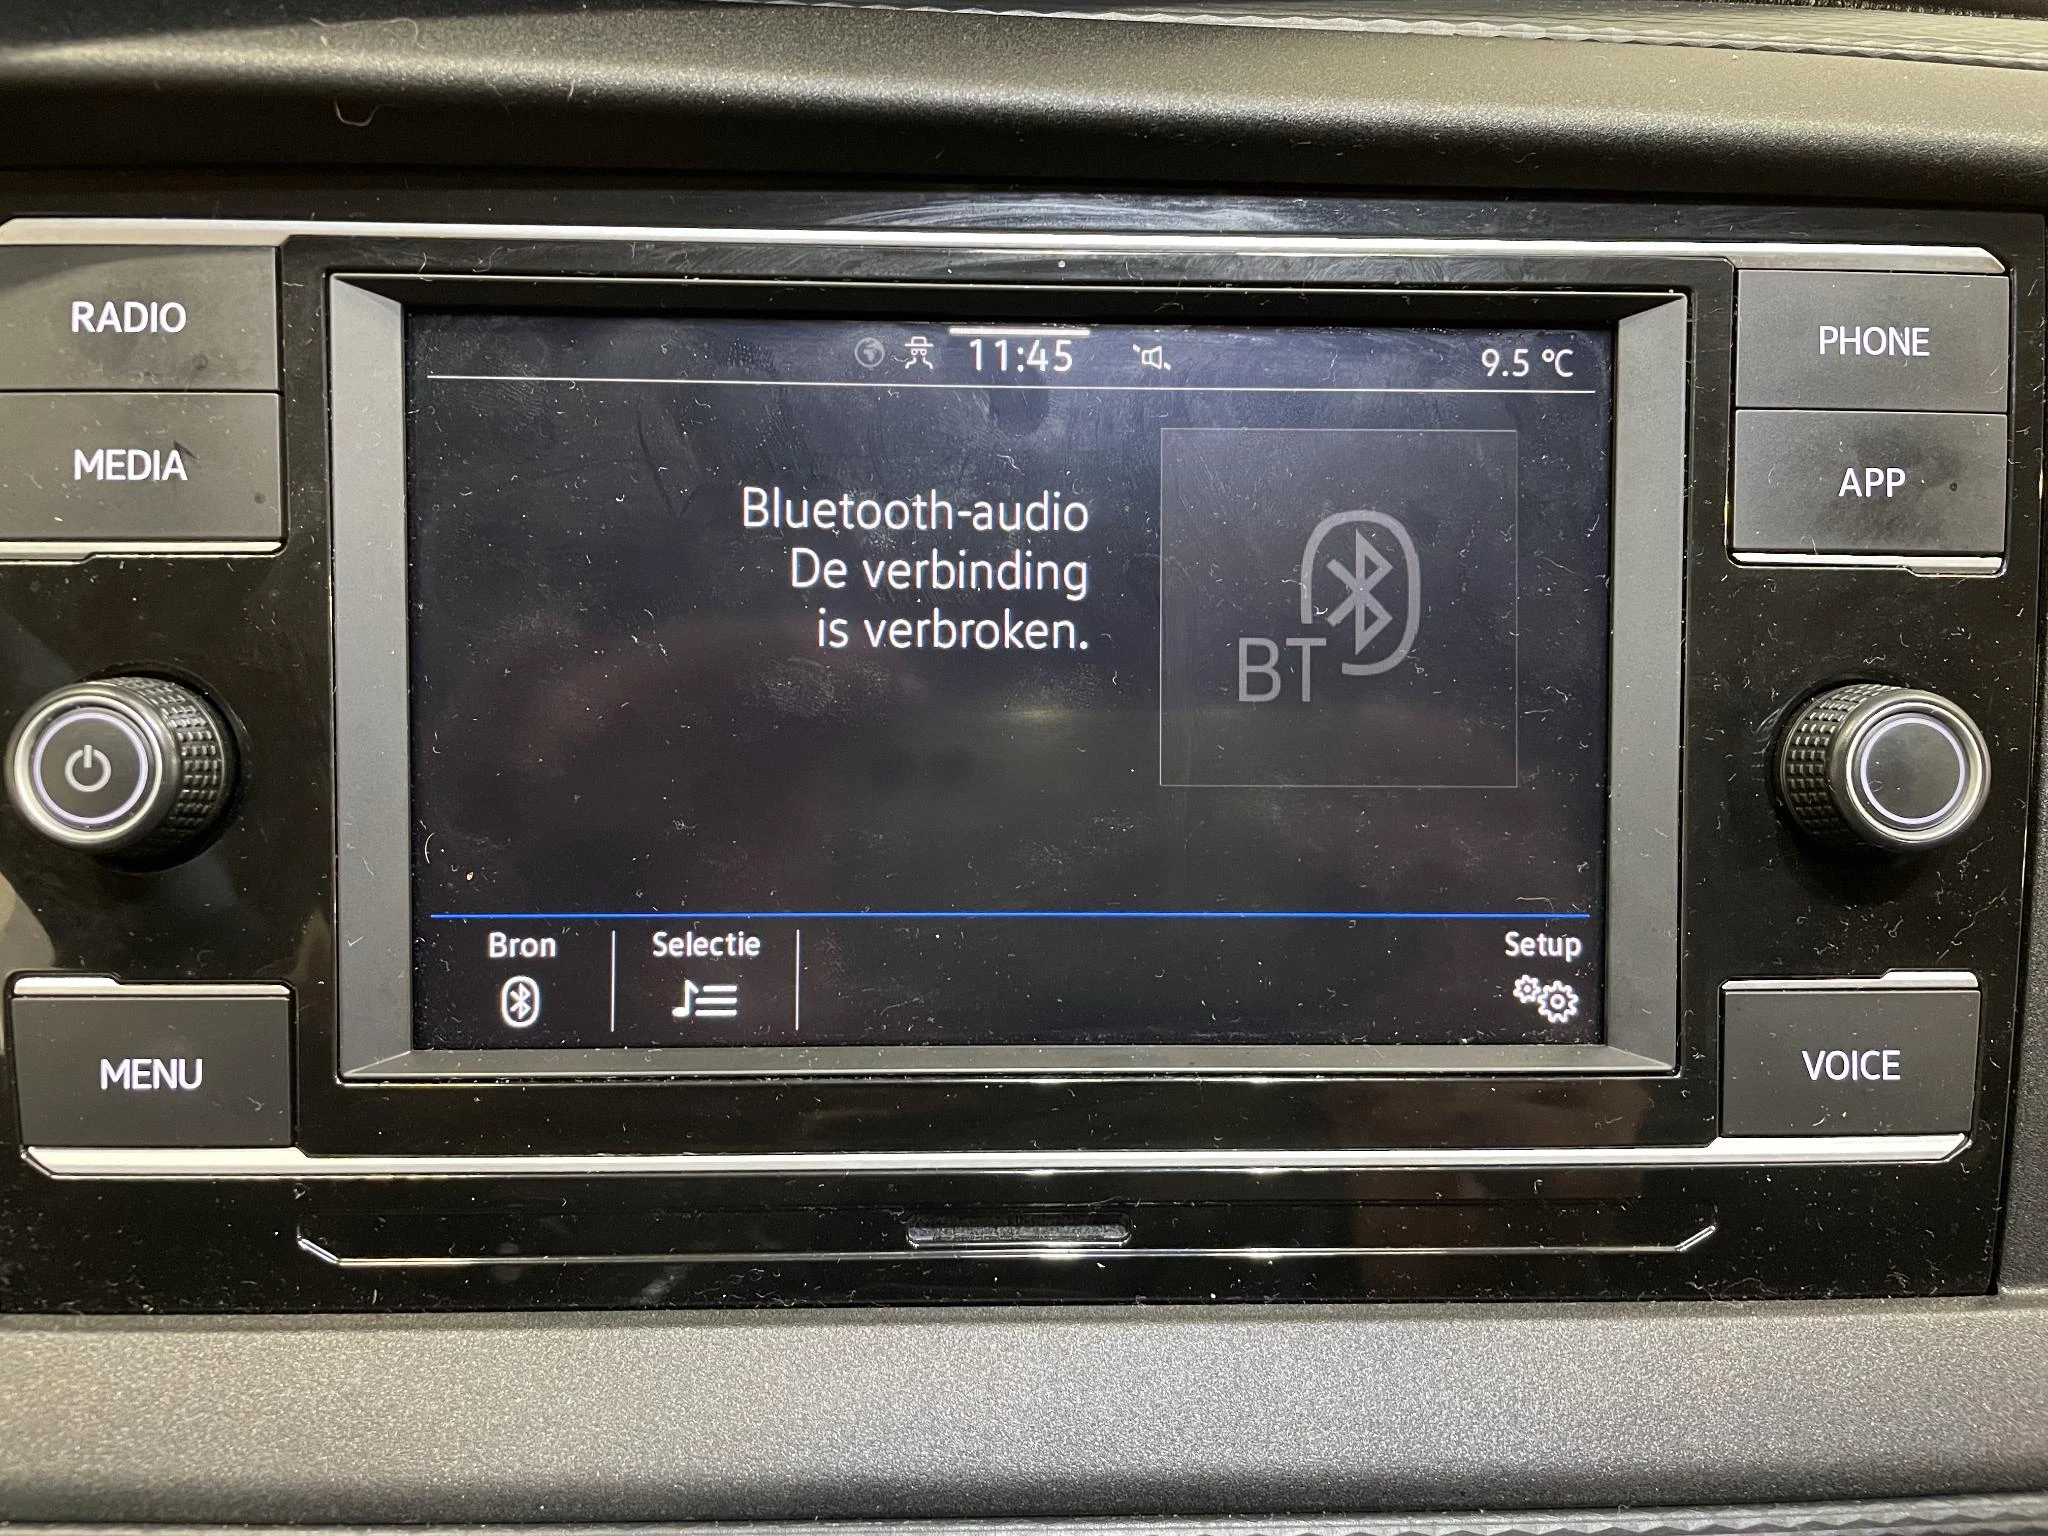 RADIO
MEDIA
MENU
11:45
9.5 °C
Bluetooth-audio
De verbinding
is verbroken.
BT
Bron
Selectie
Setup
PHONE
APP
VOICE